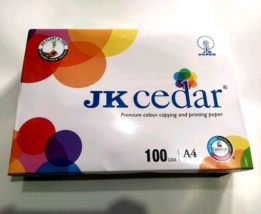 JK cedar®
Premium colour copying and printing paper
100 GSM A4